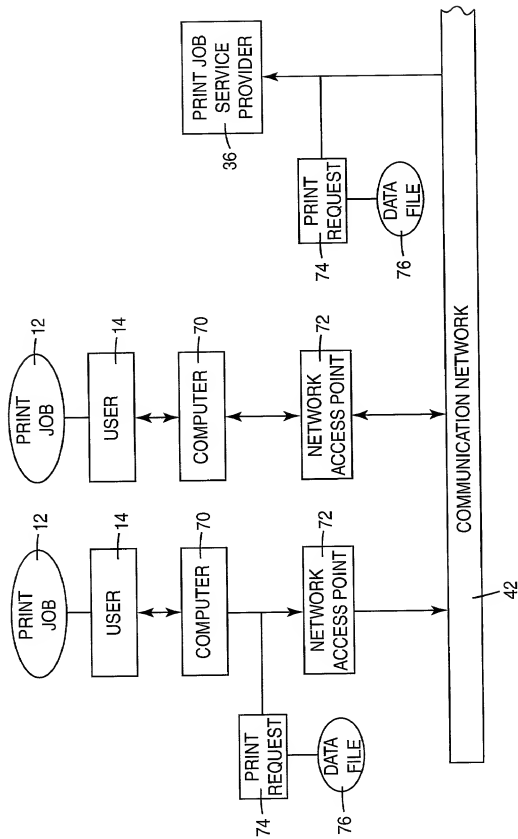 12
PRINT
JOB
14
USER
70
COMPUTER
72
NETWORK
ACCESS POINT
74
PRINT
REQUEST
76
DATA
FILE
12
PRINT
JOB
14
USER
70
COMPUTER
72
NETWORK
ACCESS POINT
36
PRINT JOB
SERVICE
PROVIDER
74
PRINT
REQUEST
76
DATA
FILE
COMMUNICATION NETWORK
42